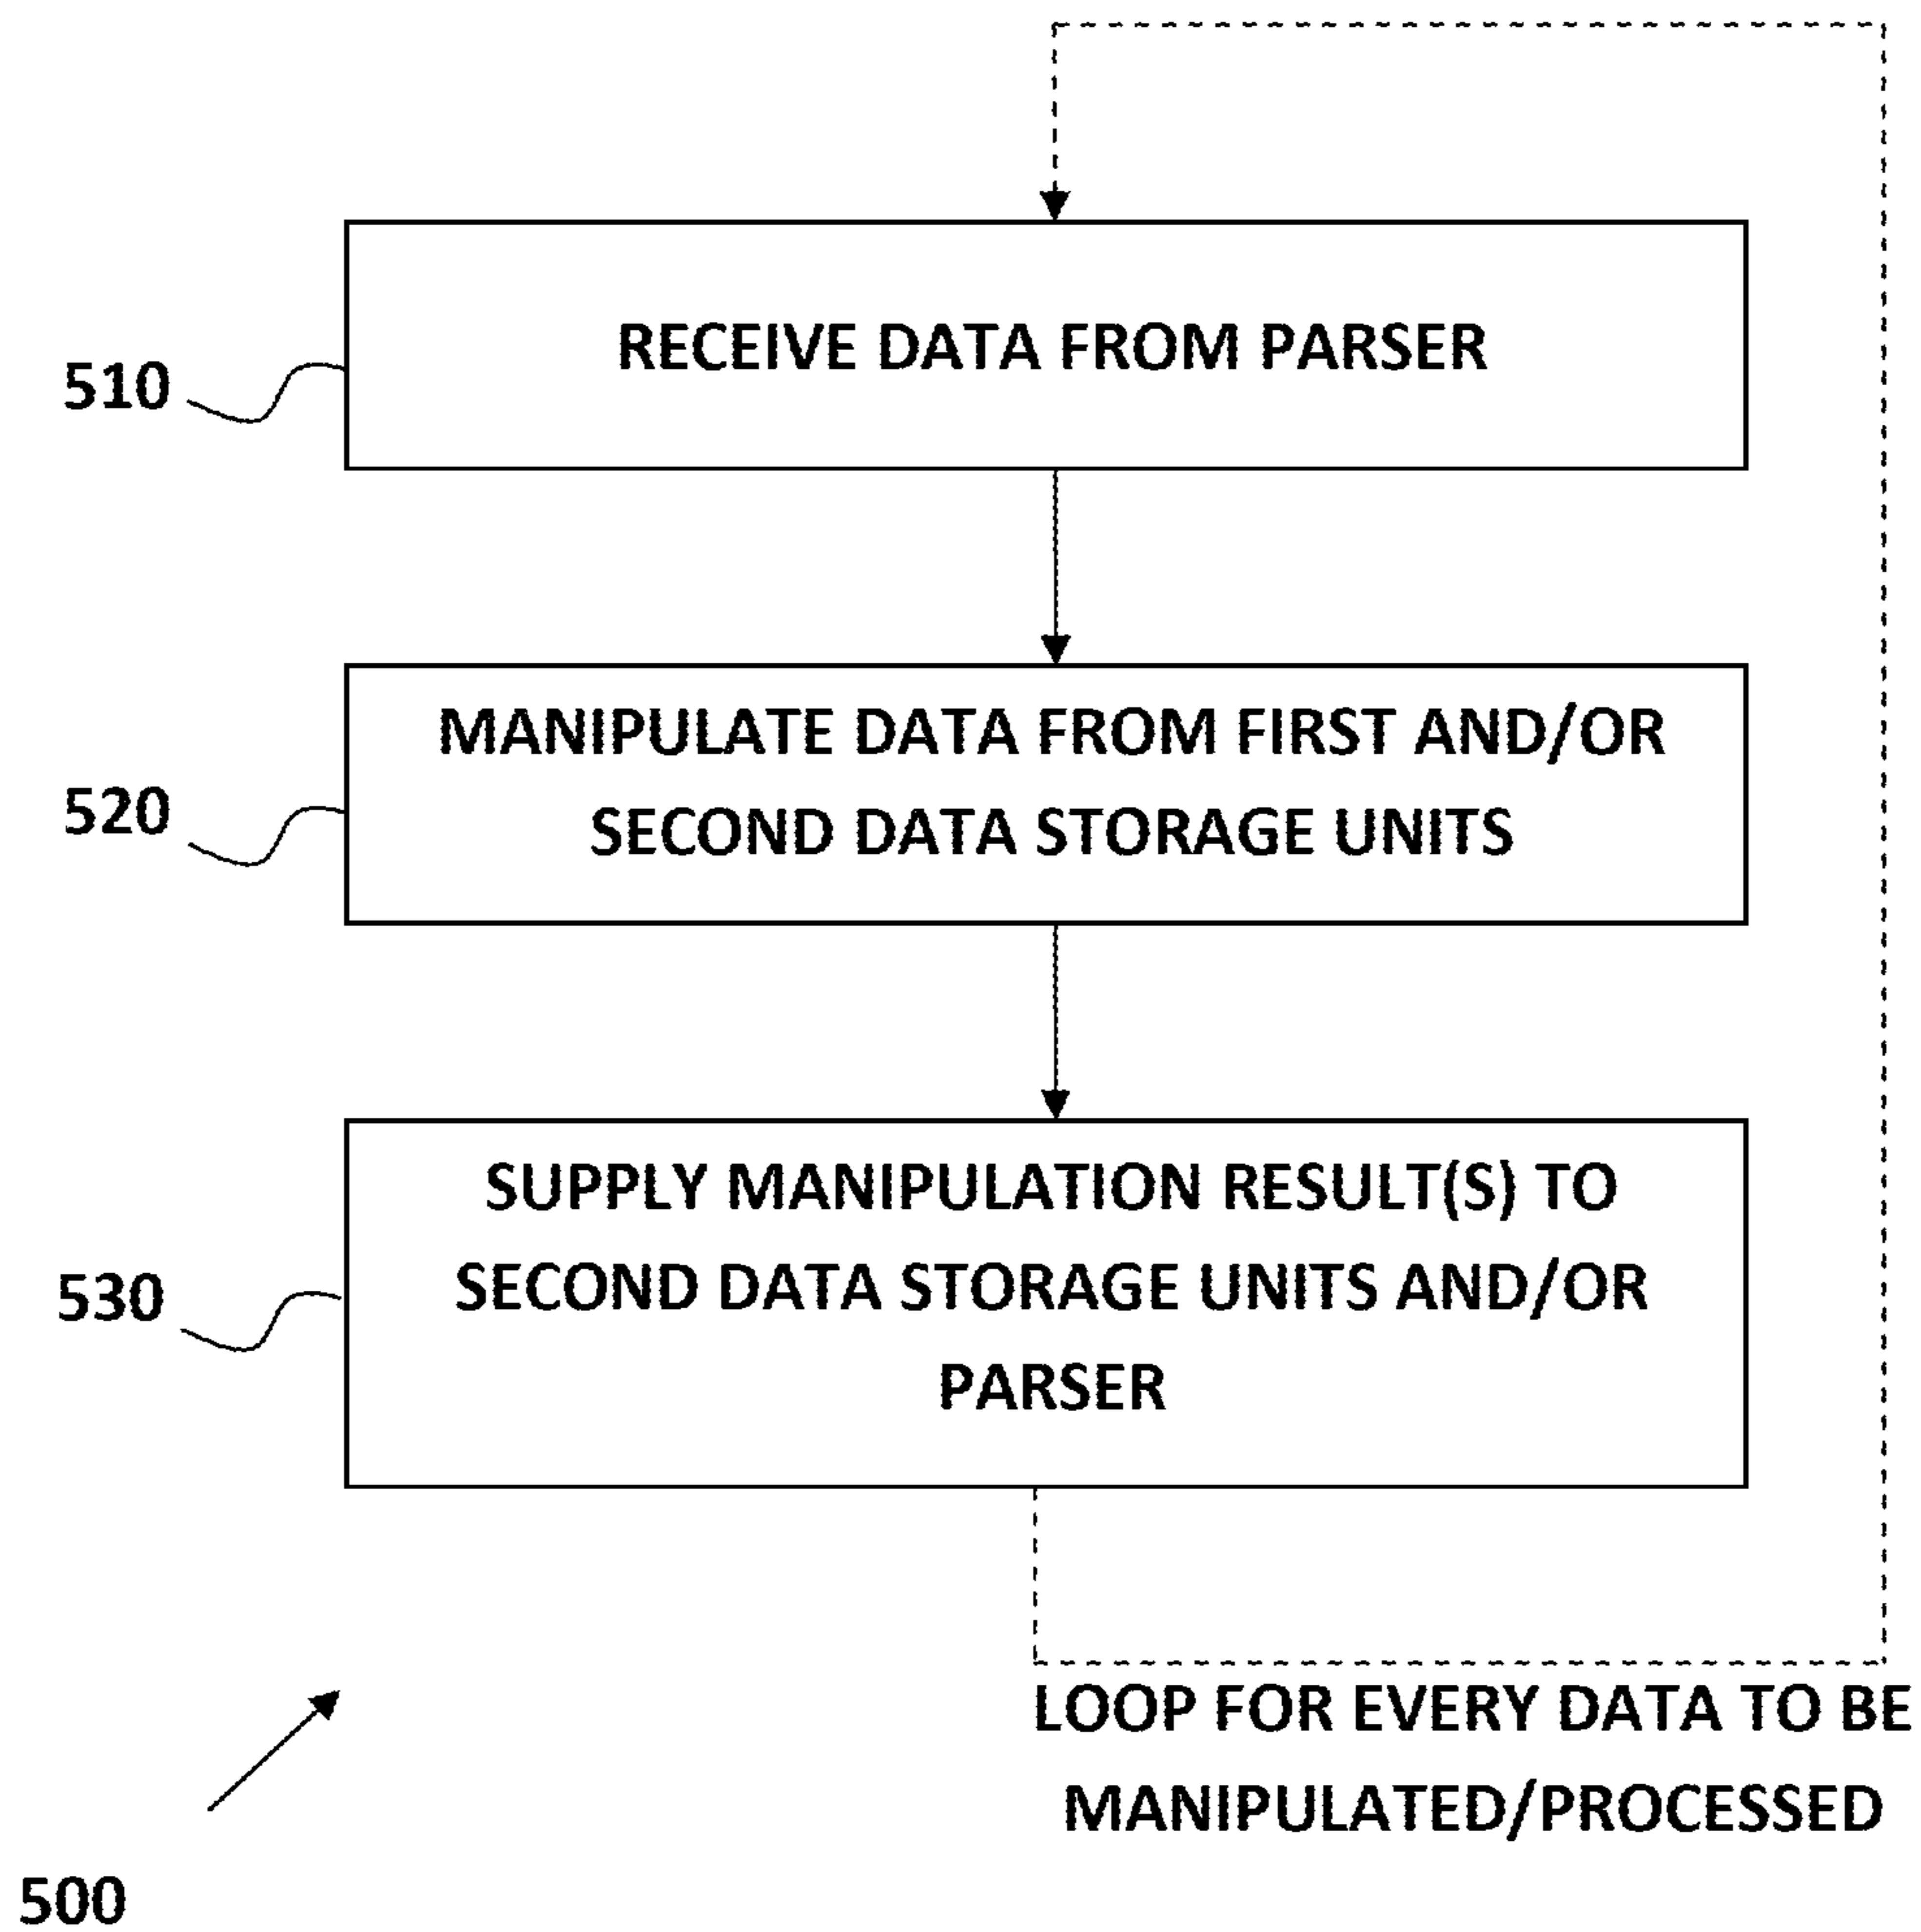 510
RECEIVE DATA FROM PARSER
520
MANIPULATE DATA FROM FIRST AND/OR
SECOND DATA STORAGE UNITS
530
SUPPLY MANIPULATION RESULT(S) TO
SECOND DATA STORAGE UNITS AND/OR
PARSER
LOOP FOR EVERY DATA TO BE
MANIPULATED/PROCESSED
500